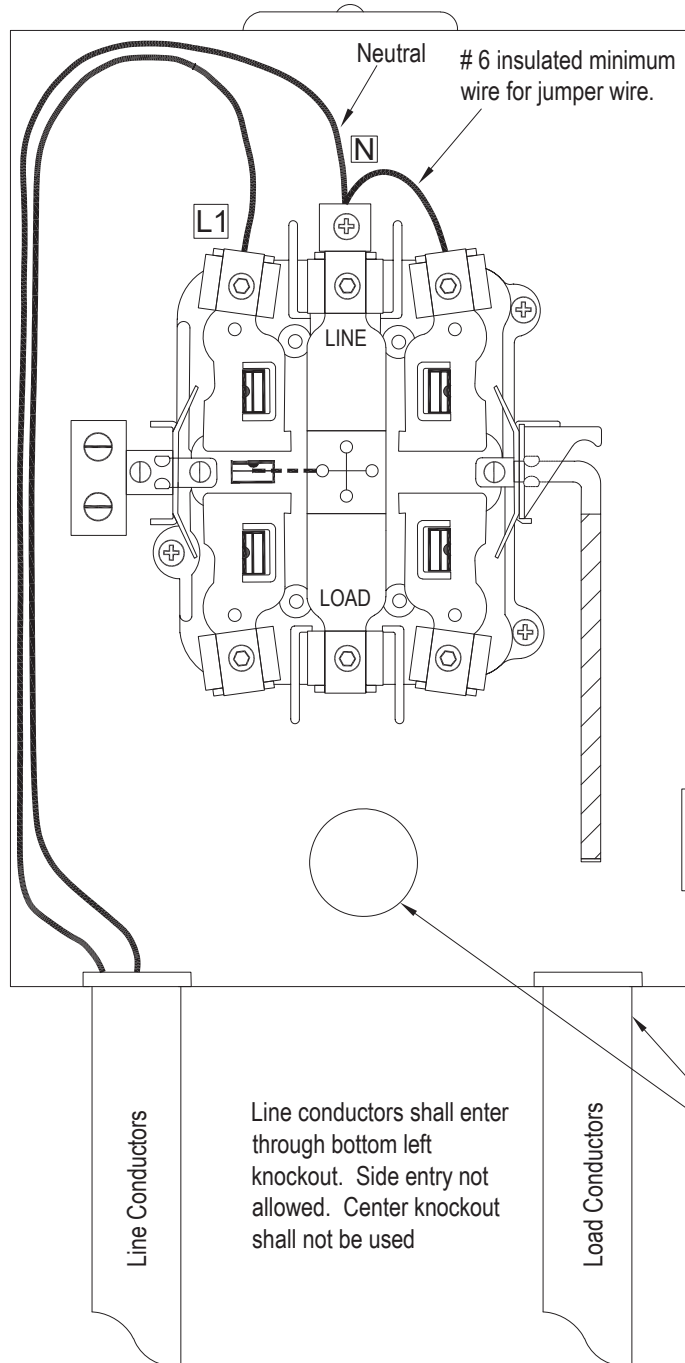 Neutral
# 6 insulated minimum
wire for jumper wire.
N
L1
LINE
LOAD
Line Conductors
Line conductors shall enter
through bottom left
knockout.  Side entry not
allowed.  Center knockout
shall not be used
Load Conductors